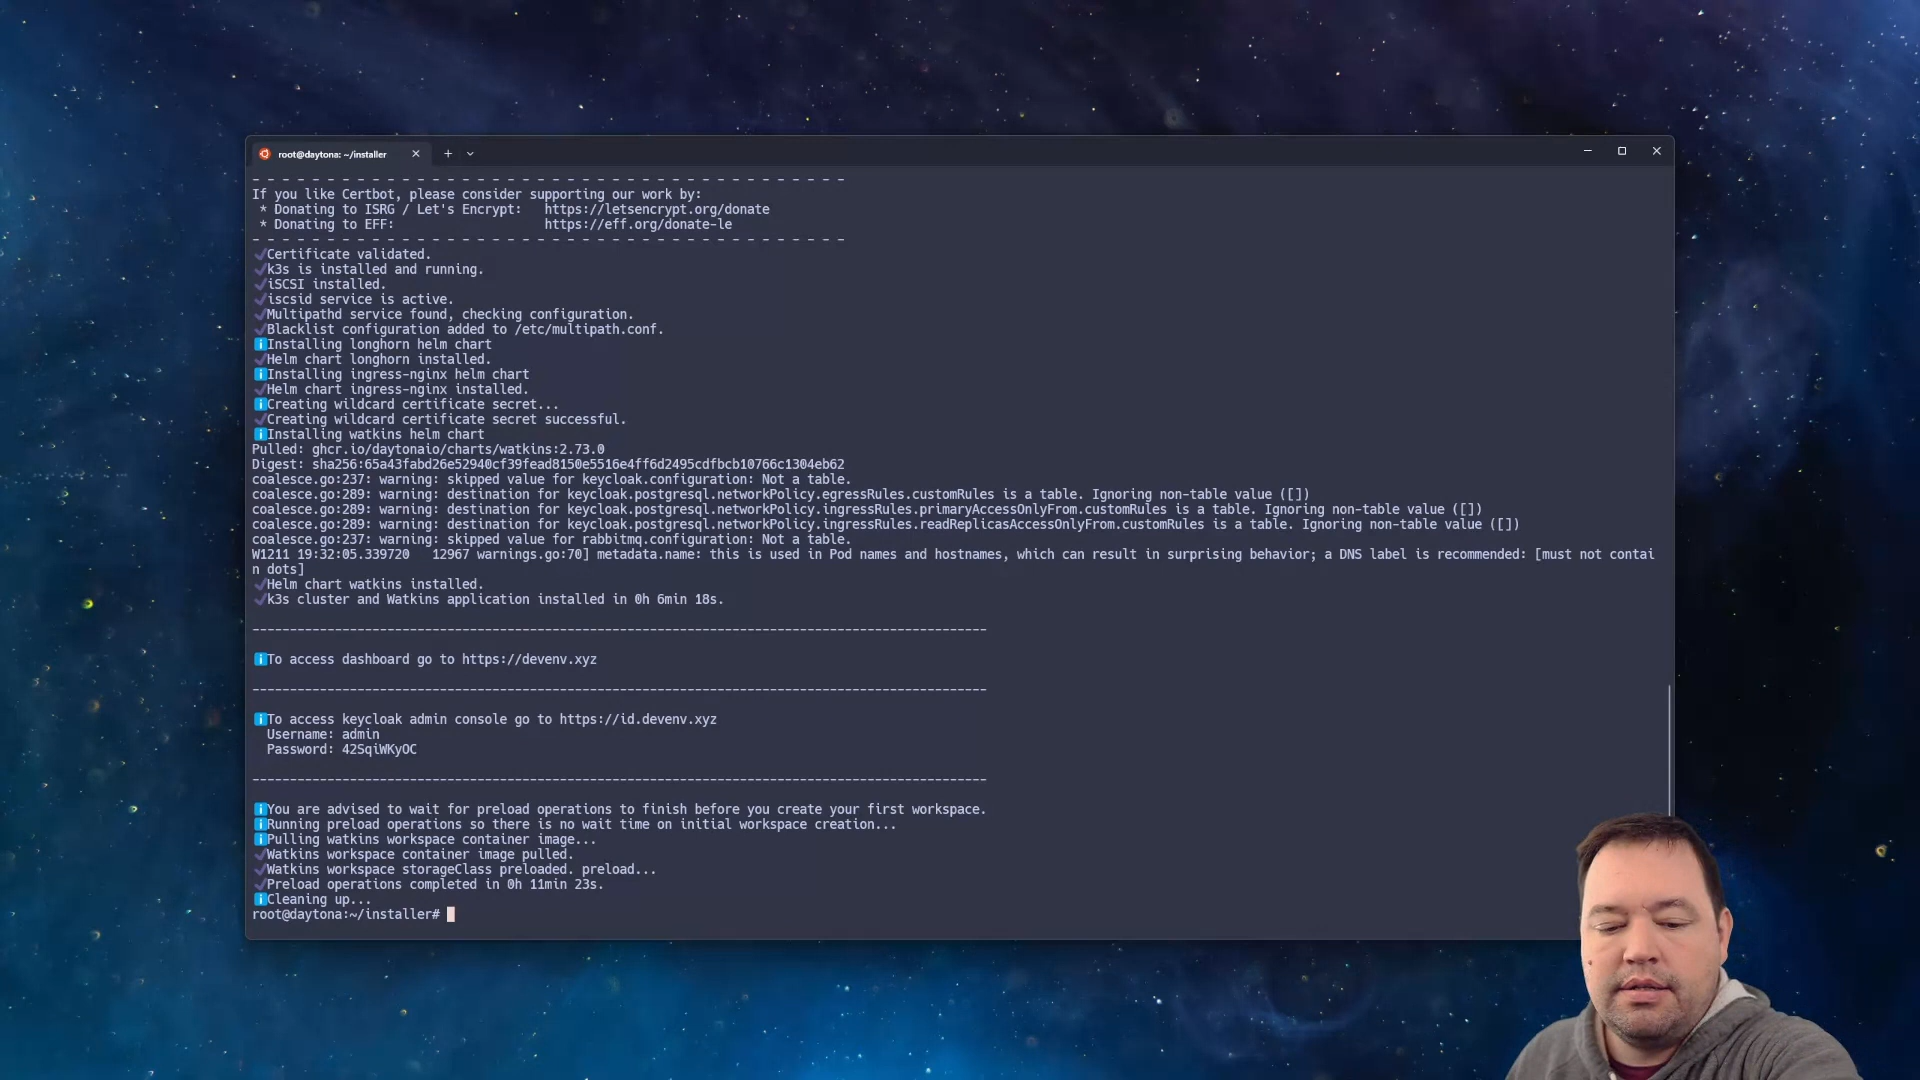 root@daytona: ~/installer
- - - - - - - - - - - - - - - - - - - - - - - - - - - - - - - - - - - - - - - -
If you like Certbot, please consider supporting our work by:
* Donating to ISRG / Let's Encrypt:   https://letsencrypt.org/donate
* Donating to EFF:                    https://eff.org/donate-le
- - - - - - - - - - - - - - - - - - - - - - - - - - - - - - - - - - - - - - - -
✓Certificate validated.
✓k3s is installed and running.
✓iSCSI installed.
✓iscsid service is active.
✓Multipathd service found, checking configuration.
✓Blacklist configuration added to /etc/multipath.conf.
ℹInstalling longhorn helm chart
✓Helm chart longhorn installed.
ℹInstalling ingress-nginx helm chart
✓Helm chart ingress-nginx installed.
ℹCreating wildcard certificate secret...
✓Creating wildcard certificate secret successful.
ℹInstalling watkins helm chart
Pulled: ghcr.io/daytonaio/charts/watkins:2.73.0
Digest: sha256:65a43fabd26e52940cf39fead8150e5516e4ff6d2495cdfbcb10766c1304eb62
coalesce.go:237: warning: skipped value for keycloak.configuration: Not a table.
coalesce.go:289: warning: destination for keycloak.postgresql.networkPolicy.egressRules.customRules is a table. Ignoring non-table value ([])
coalesce.go:289: warning: destination for keycloak.postgresql.networkPolicy.ingressRules.primaryAccessOnlyFrom.customRules is a table. Ignoring non-table value ([])
coalesce.go:289: warning: destination for keycloak.postgresql.networkPolicy.ingressRules.readReplicasAccessOnlyFrom.customRules is a table. Ignoring non-table value ([])
coalesce.go:237: warning: skipped value for rabbitmq.configuration: Not a table.
W1211 19:32:05.339720   12967 warnings.go:70] metadata.name: this is used in Pod names and hostnames, which can result in surprising behavior; a DNS label is recommended: [must not contai
n dots]
✓Helm chart watkins installed.
✓k3s cluster and Watkins application installed in 0h 6min 18s.
--------------------------------------------------------------------------------------------------
ℹTo access dashboard go to https://devenv.xyz
--------------------------------------------------------------------------------------------------
ℹTo access keycloak admin console go to https://id.devenv.xyz
Username: admin
Password: 42SqiWKyOC
--------------------------------------------------------------------------------------------------
ℹYou are advised to wait for preload operations to finish before you create your first workspace.
ℹRunning preload operations so there is no wait time on initial workspace creation...
ℹPulling watkins workspace container image...
✓Watkins workspace container image pulled.
✓Watkins workspace storageClass preloaded. preload...
✓Preload operations completed in 0h 11min 23s.
ℹCleaning up...
root@daytona:~/installer#